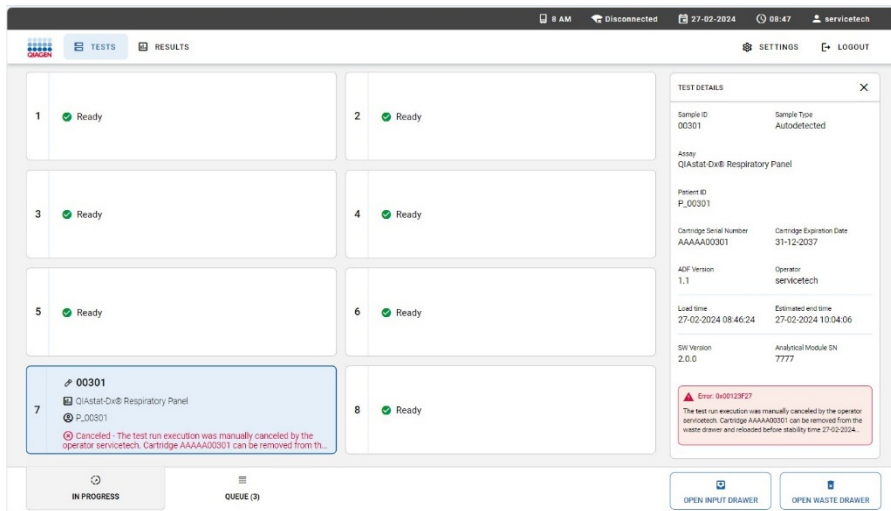 8 AM Disconnected 27-02-2024 08:47 servicetech
QIAGEN TESTS RESULTS SETTINGS LOGOUT
1 Ready
2 Ready
3 Ready
4 Ready
5 Ready
6 Ready
7
00301
QIAstat-Dx® Respiratory Panel
P_00301
Canceled - The test run execution was manually canceled by the
operator servicetech. Cartridge AAAAA00301 can be removed from th...
8 Ready
TEST DETAILS
Sample ID Sample Type
00301 Autodetected
Assay
QIAstat-Dx® Respiratory Panel
Patient ID
P_00301
Cartridge Serial Number Cartridge Expiration Date
AAAAA00301 31-12-2037
ADF Version Operator
1.1 servicetech
Load time Estimated end time
27-02-2024 08:46:24 27-02-2024 10:04:06
SW Version Analytical Module SN
2.0.0 7777
Error: 0x00123F27
The test run execution was manually canceled by the operator
servicetech. Cartridge AAAAA00301 can be removed from the
waste drawer and reloaded before stability time 27-02-2024...
IN PROGRESS QUEUE (3) OPEN INPUT DRAWER OPEN WASTE DRAWER